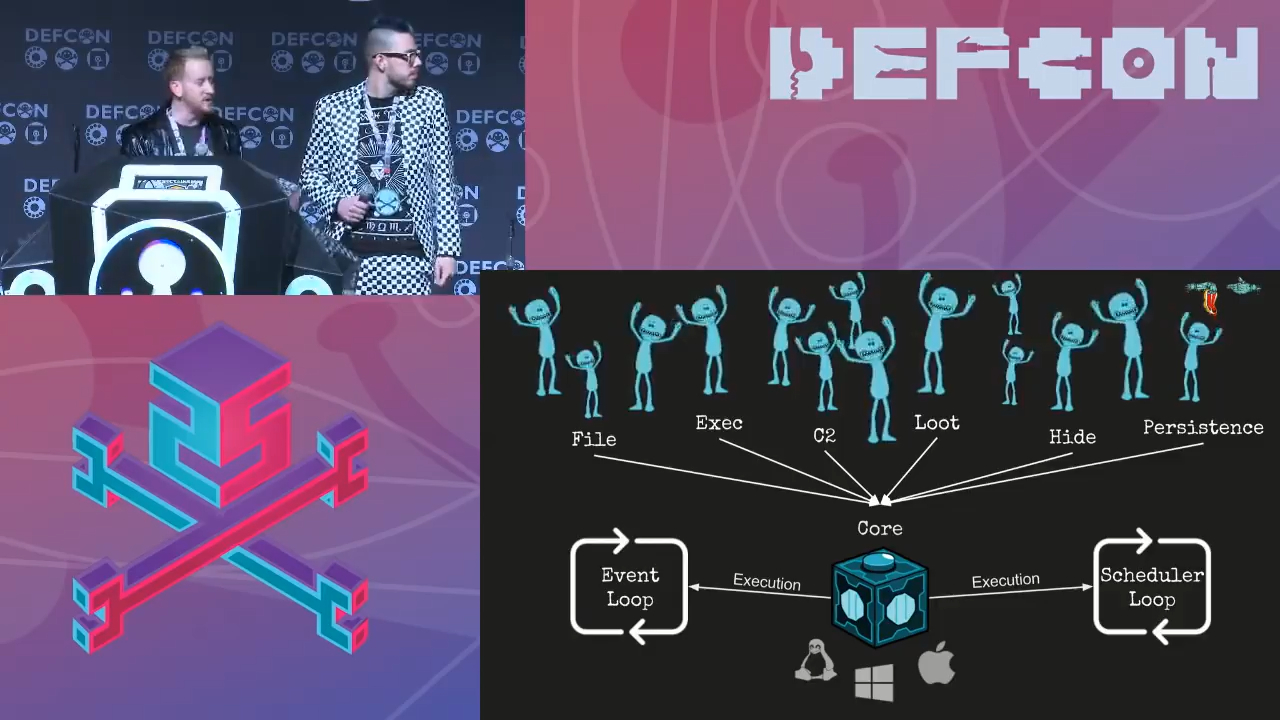 DEFCON
DEFCON
DEFCON
DEFCON
DEFCON
DEFCON
DEFCON
DEFCON
File
Exec
C2
Loot
Hide
Persistence
Core
Event
Loop
Execution
Execution
Scheduler
Loop